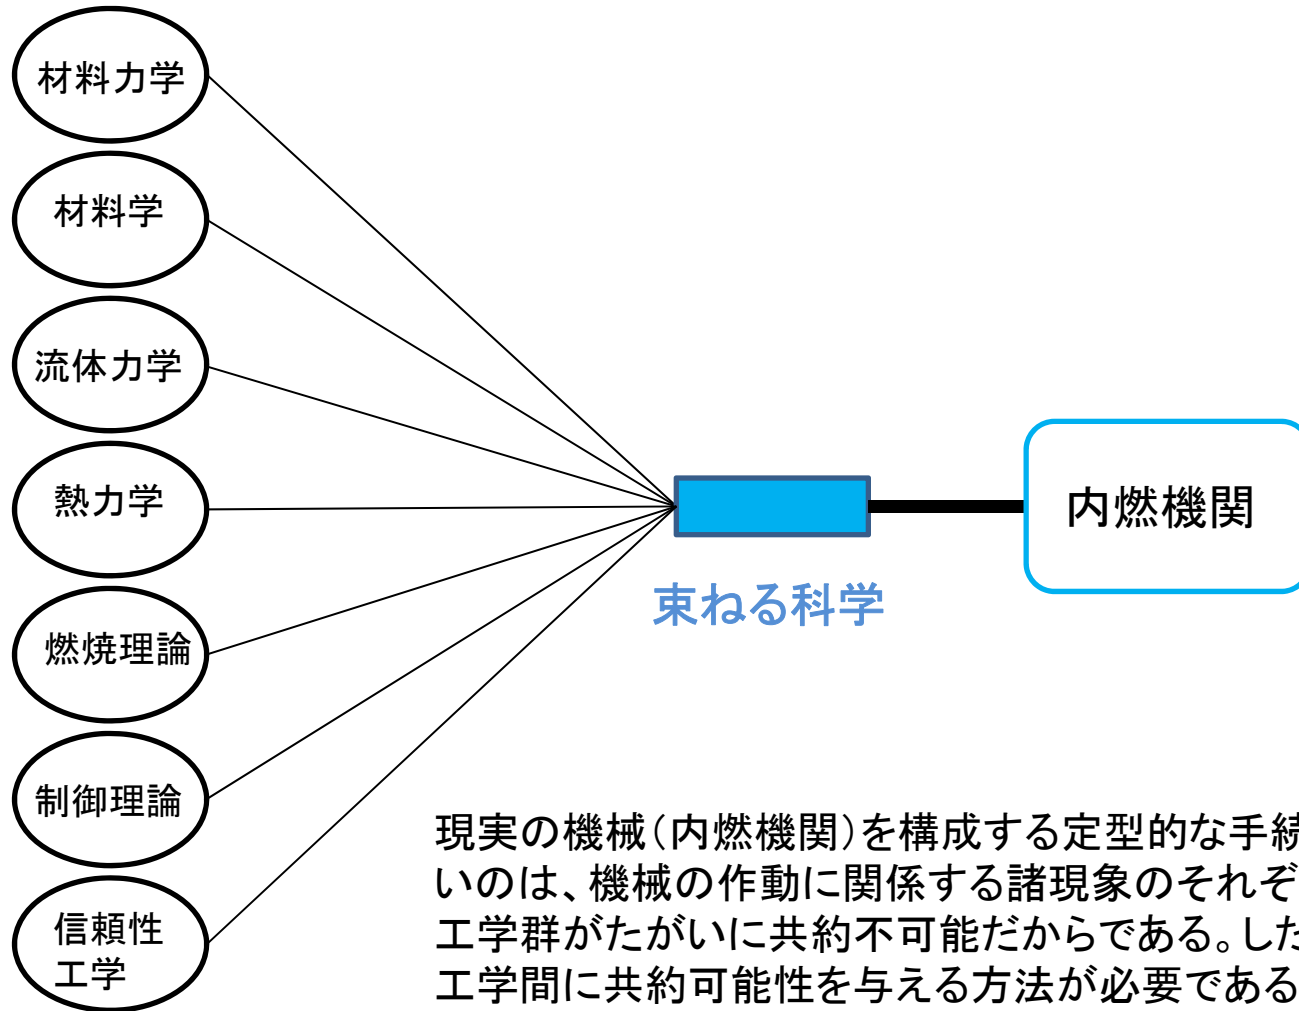 材料力学
材料学
流体力学
熱力学
燃焼理論
制御理論
信頼性
工学
束ねる科学
内燃機関
現実の機械（内燃機関）を構成する定型的な手続
いのは、機械の作動に関係する諸現象のそれぞ
工学群がたがいに共約不可能だからである。した
工学間に共約可能性を与える方法が必要である